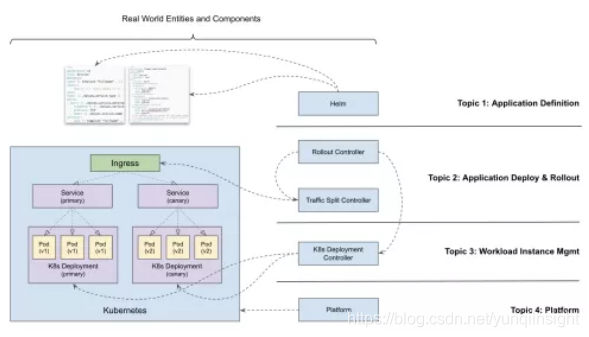 Real World Entities and Components
Helm
Topic 1: Application Definition
Rollout Controller
Ingress
Topic 2: Application Deploy & Rollout
Service
(primary)
Service
(canary)
Traffic Split Controller
Pod
(v1)
Pod
(v1)
Pod
(v1)
Pod
(v2)
Pod
(v2)
Pod
(v2)
K8s Deployment
(primary)
K8s Deployment
(canary)
K8s Deployment
Controller
Topic 3: Workload Instance Mgmt
Kubernetes
Platform
Topic 4: Platform
https://blog.csdn.net/yunqiinsight